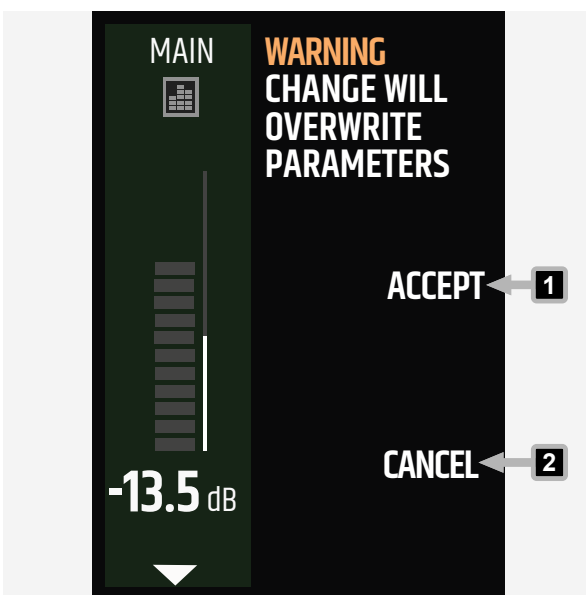 MAIN
WARNING
CHANGE WILL
OVERWRITE
PARAMETERS
ACCEPT
1
CANCEL
2
-13.5 dB